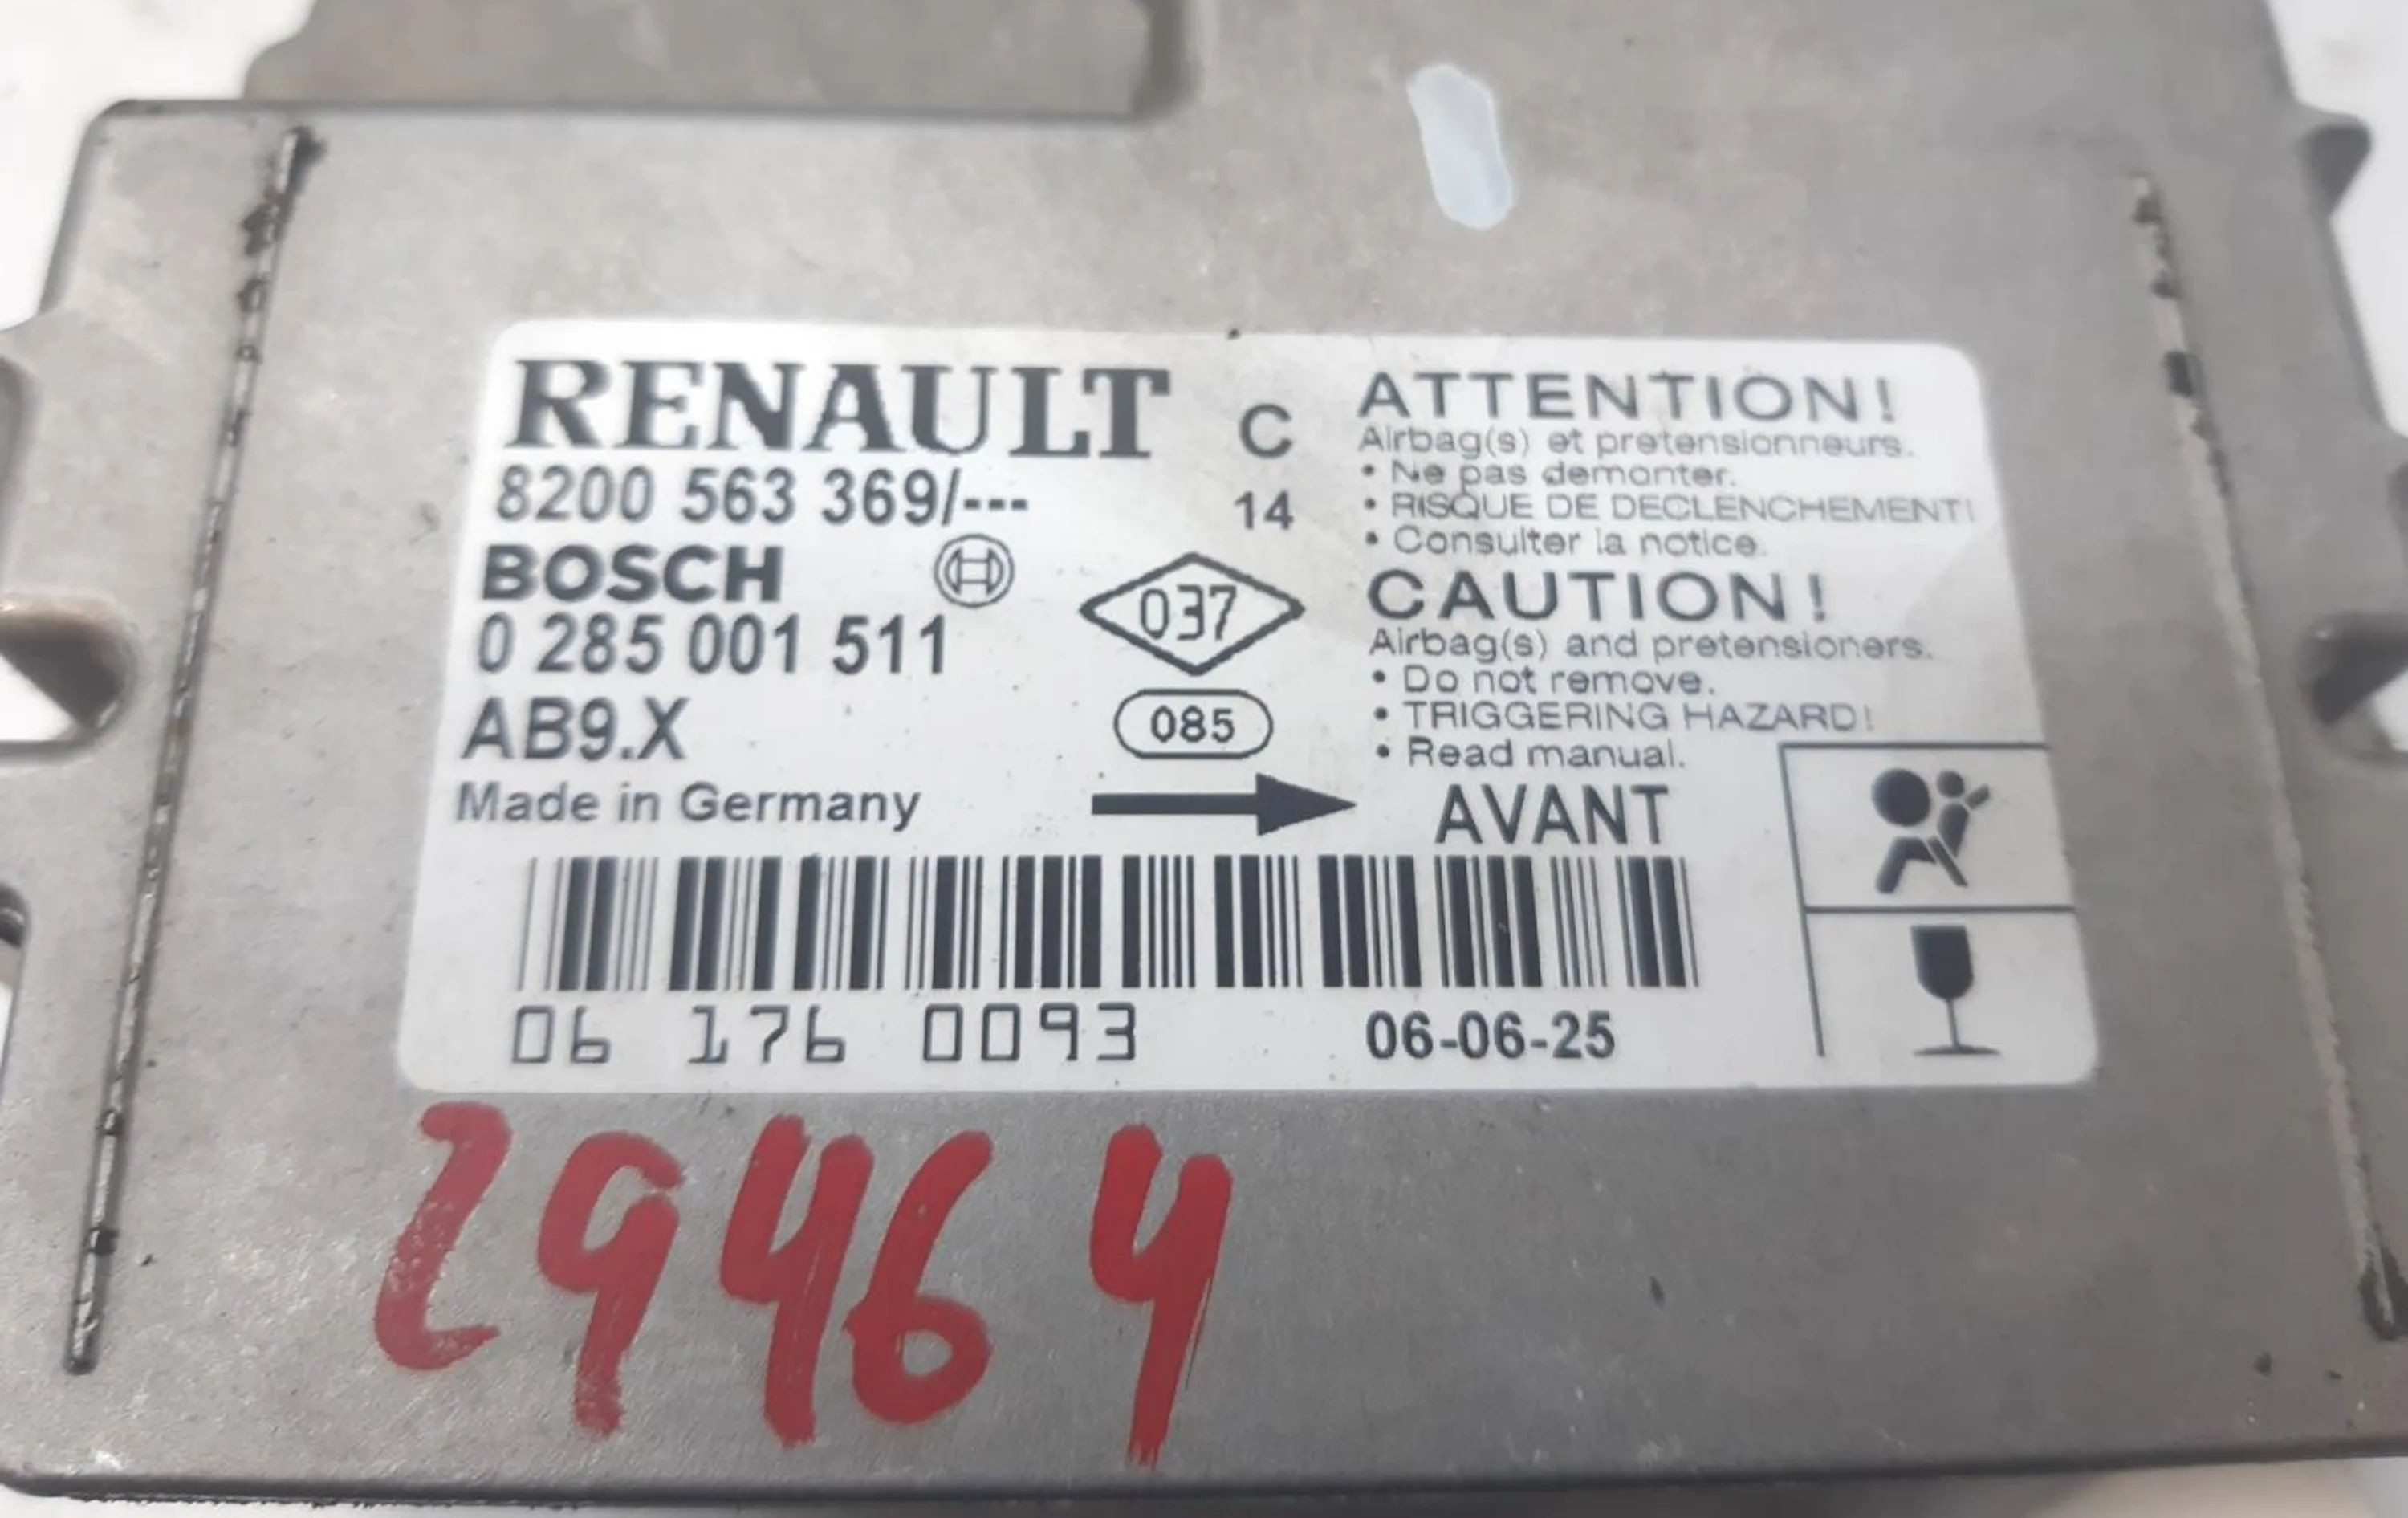 RENAULT
8200 563 369/---
BOSCH
0 285 001 511
AB9.X
Made in Germany
C
14
037
085
ATTENTION!
Airbag(s) et pretensionneurs.
• Ne pas demonter.
• RISQUE DE DECLENCHEMENT!
• Consulter la notice.
CAUTION!
Airbag(s) and pretensioners.
• Do not remove.
• TRIGGERING HAZARD!
• Read manual.
AVANT
06 176 0093 06-06-25
29464